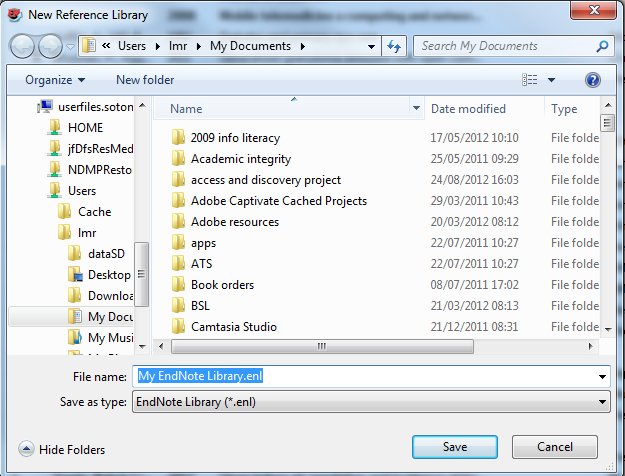 New Reference Library
« Users ▸ lmr ▸ My Documents ▸
Search My Documents
Organize
New folder
userfiles.soton
HOME
jfDfsResMed
NDMPResto
Users
Cache
lmr
dataSD
Desktop
Downloa
My Docu
My Musi
Name Date modified Type
2009 info literacy 17/05/2012 10:10 File folde
Academic integrity 25/05/2011 09:29 File folde
access and discovery project 24/08/2012 16:03 File folde
Adobe Captivate Cached Projects 29/03/2011 10:43 File folde
Adobe resources 20/03/2012 08:12 File folde
apps 22/07/2011 10:27 File folde
ATS 22/07/2011 10:27 File folde
Book orders 08/07/2011 17:02 File folde
BSL 21/03/2012 08:13 File folde
Camtasia Studio 21/12/2011 08:31 File folde
File name: My EndNote Library.enl
Save as type: EndNote Library (*.enl)
Hide Folders
Save
Cancel